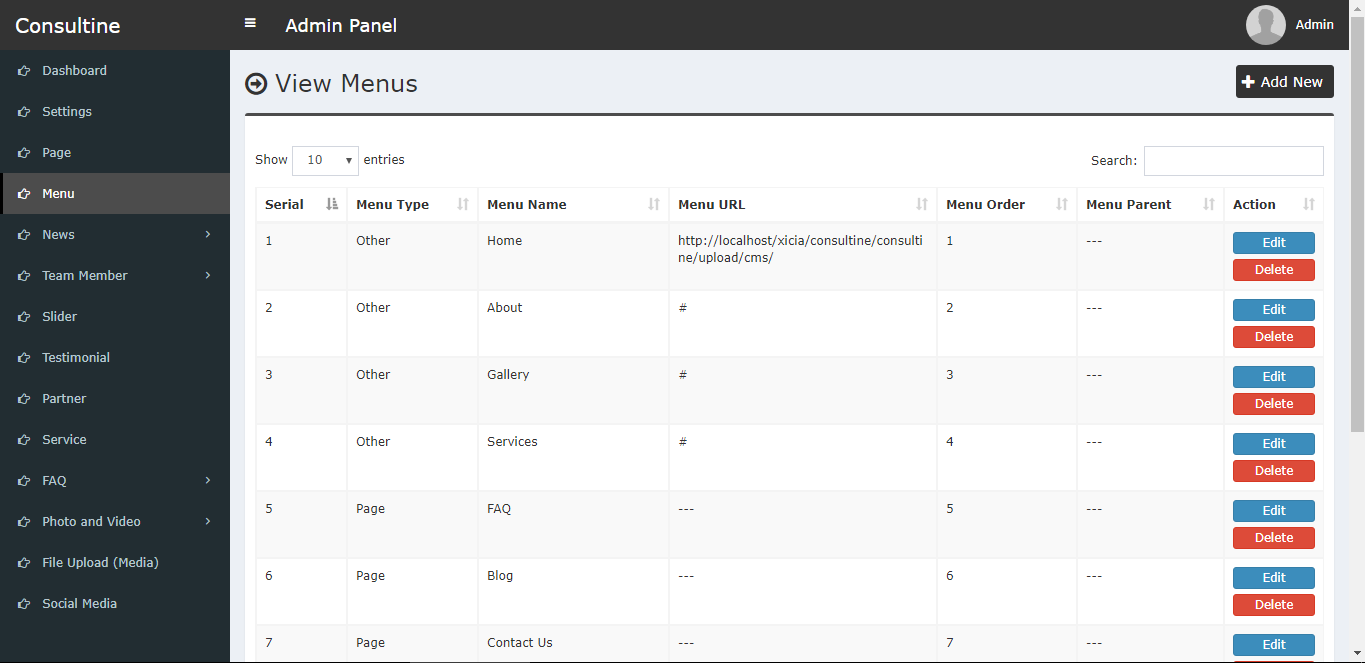 Consultine
Admin Panel
Admin
Dashboard
Settings
Page
Menu
News
Team Member
Slider
Testimonial
Partner
Service
FAQ
Photo and Video
File Upload (Media)
Social Media
View Menus
Add New
Show 10 entries
Search:
Serial Menu Type Menu Name Menu URL Menu Order Menu Parent Action
1 Other Home http://localhost/xicia/consultine/consulti 1 --- Edit
ne/upload/cms/
Delete
2 Other About # 2 --- Edit
Delete
3 Other Gallery # 3 --- Edit
Delete
4 Other Services # 4 --- Edit
Delete
5 Page FAQ --- 5 --- Edit
Delete
6 Page Blog --- 6 --- Edit
Delete
7 Page Contact Us --- 7 --- Edit